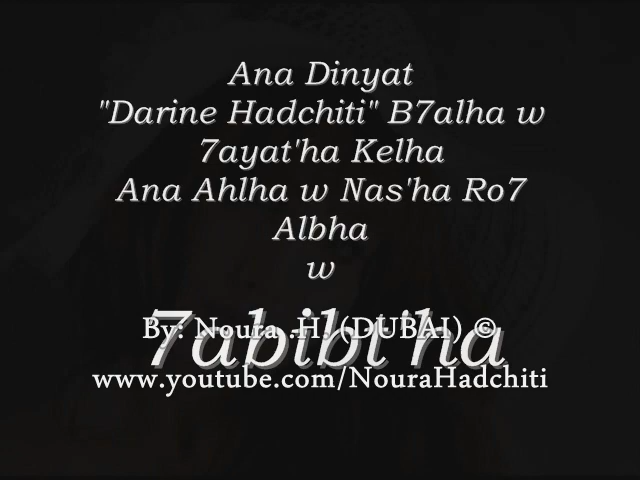 Ana Dinyat
"Darine Hadchiti" B7alha w
7ayat'ha Kelha
Ana Ahlha w Nas'ha Ro7
Albha
w
7abibt'ha
By: Noura .H. (DUBAI) ©
www.youtube.com/NouraHadchiti